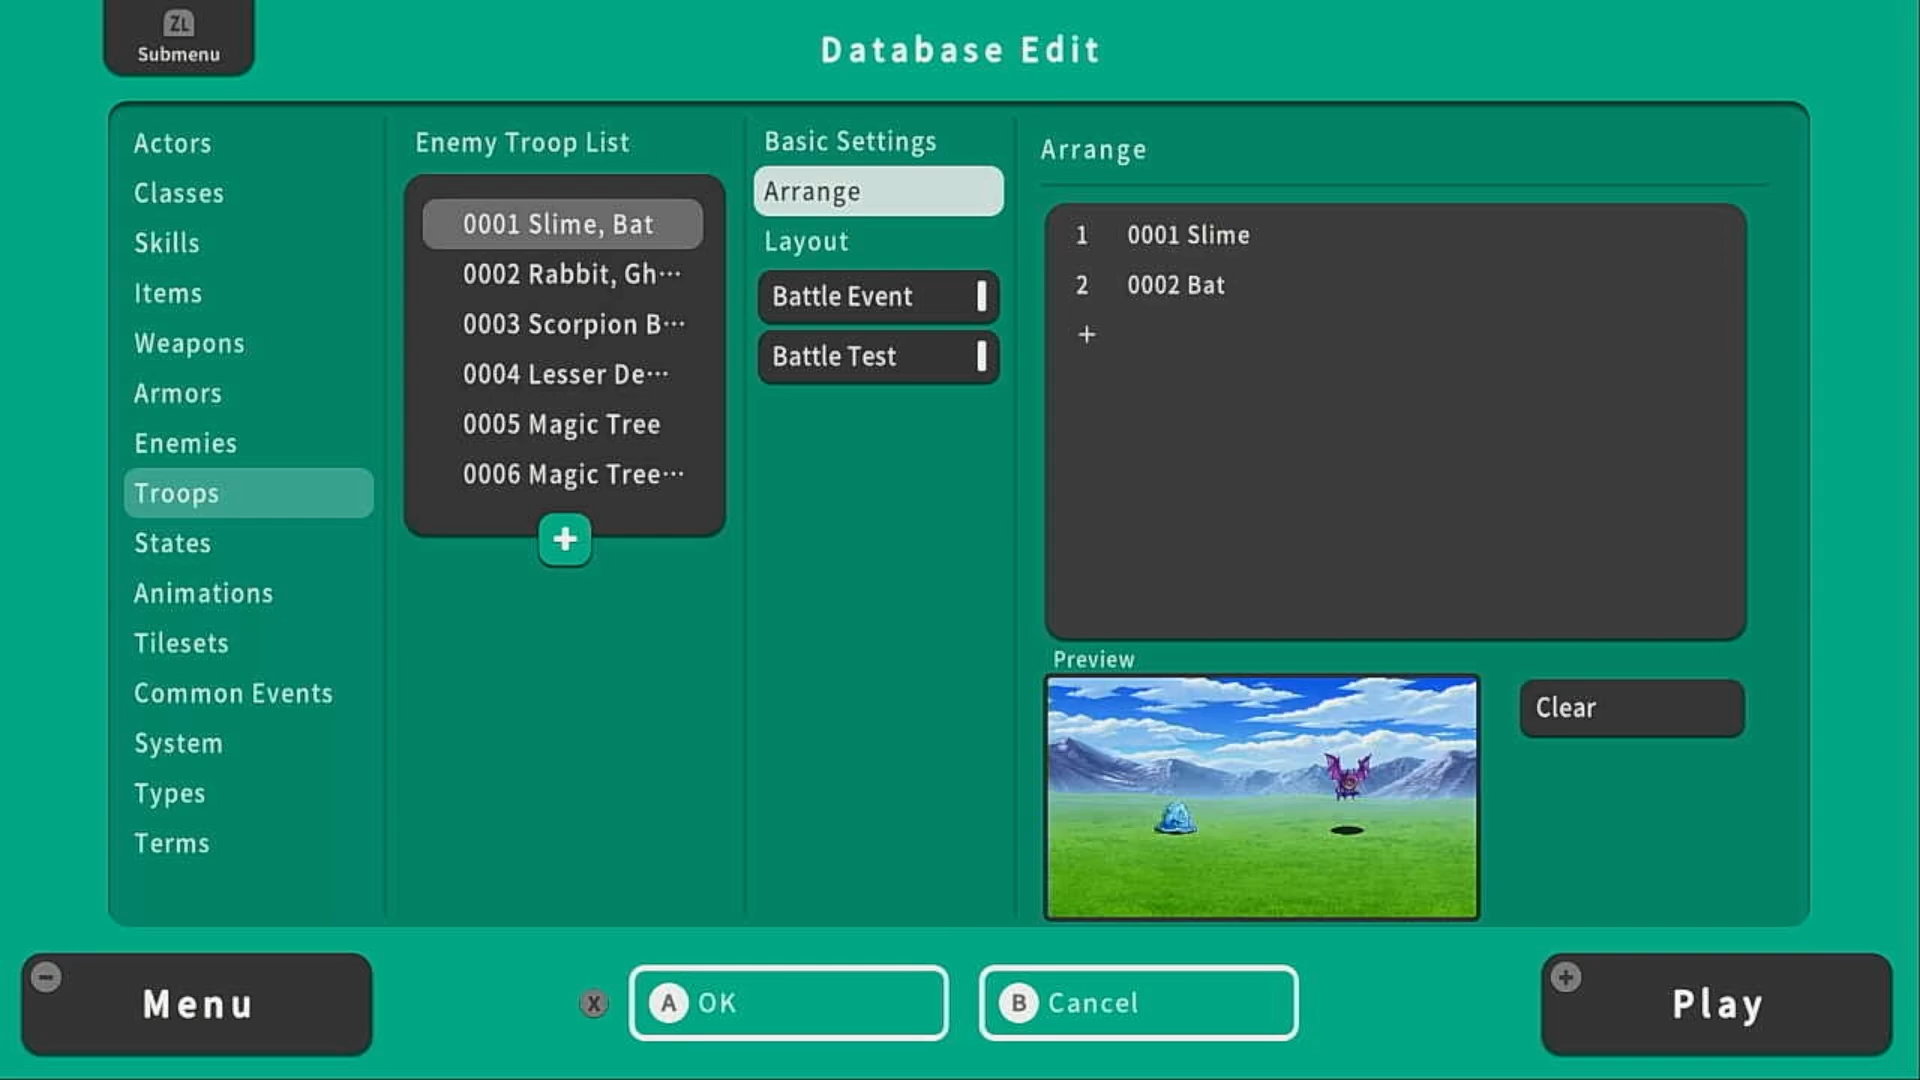 ZL
Submenu
Database Edit
Actors
Classes
Skills
Items
Weapons
Armors
Enemies
Troops
States
Animations
Tilesets
Common Events
System
Types
Terms
Enemy Troop List
0001 Slime, Bat
0002 Rabbit, Gh…
0003 Scorpion B…
0004 Lesser De…
0005 Magic Tree
0006 Magic Tree…
+
Basic Settings
Arrange
Layout
Battle Event
Battle Test
Arrange
1 0001 Slime
2 0002 Bat
+
Preview
Clear
- Menu
X
A OK
B Cancel
+ Play